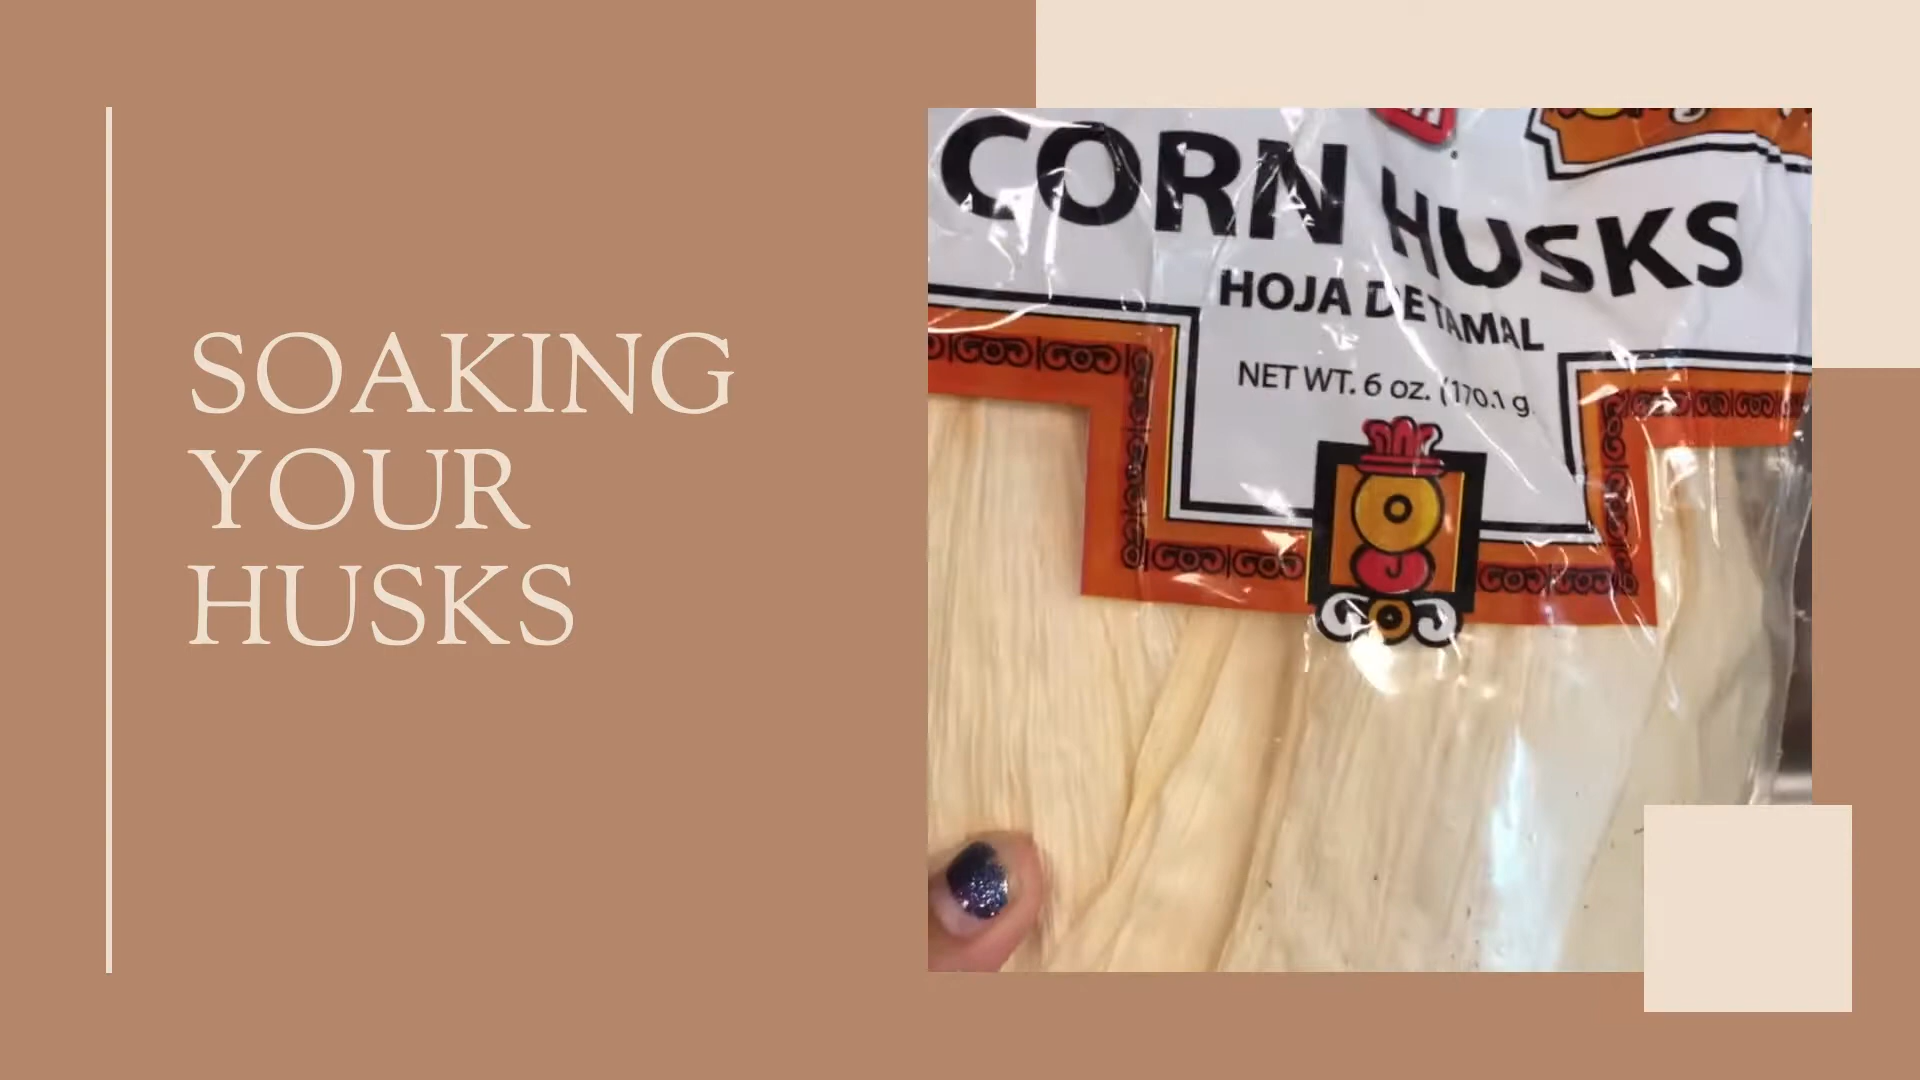 SOAKING
YOUR
HUSKS
CORN HUSKS
HOJA DE TAMAL
NET WT. 6 oz. (170.1 g